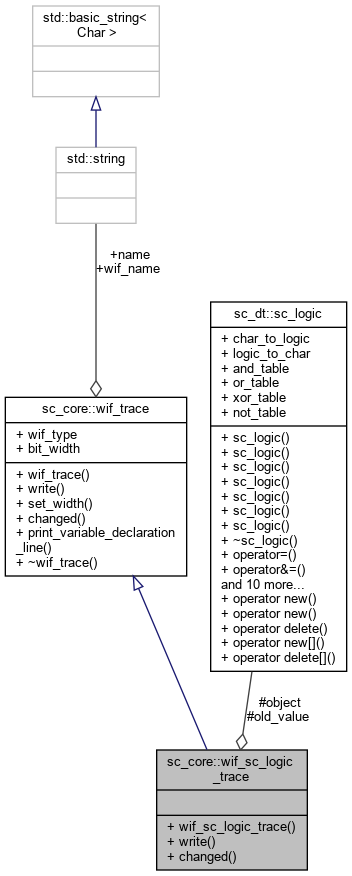 std::basic_string<
Char >
std::string
+name
+wif_name
sc_dt::sc_logic
+ char_to_logic
+ logic_to_char
+ and_table
+ or_table
+ xor_table
+ not_table
+ sc_logic()
+ sc_logic()
+ sc_logic()
+ sc_logic()
+ sc_logic()
+ sc_logic()
+ sc_logic()
+ ~sc_logic()
+ operator=()
+ operator&=()
and 10 more...
+ operator new()
+ operator new()
+ operator delete()
+ operator new[]()
+ operator delete[]()
sc_core::wif_trace
+ wif_type
+ bit_width
+ wif_trace()
+ write()
+ set_width()
+ changed()
+ print_variable_declaration
_line()
+ ~wif_trace()
#object
#old_value
sc_core::wif_sc_logic
_trace
+ wif_sc_logic_trace()
+ write()
+ changed()